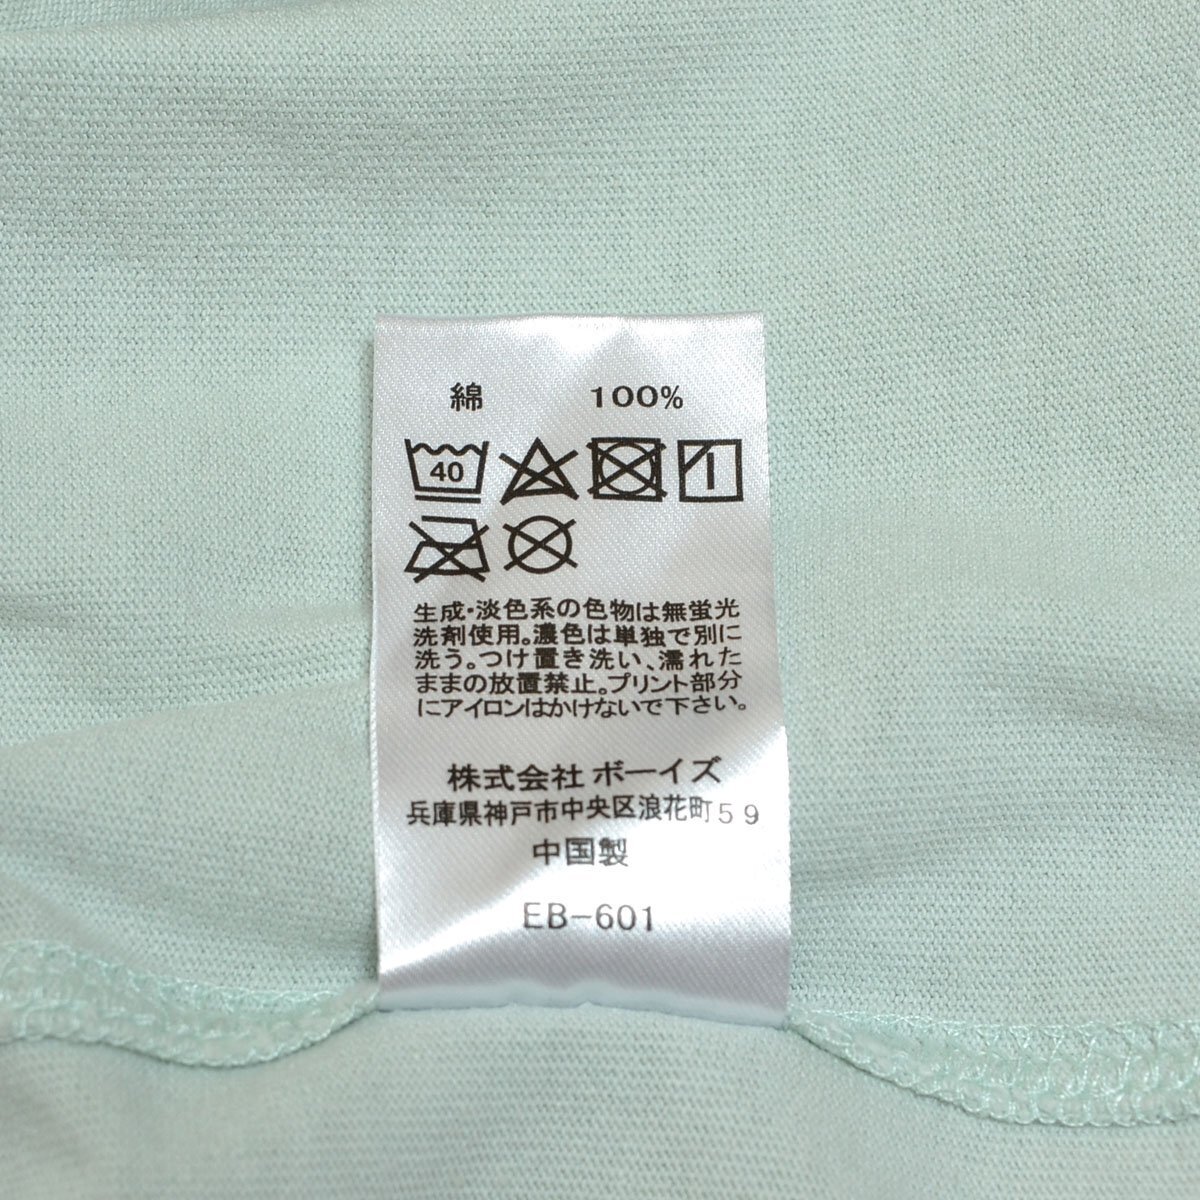 綿 100%
40
生成・淡色系の色物は無蛍光
洗剤使用。濃色は単独で別に
洗う。つけ置き洗い、濡れた
ままの放置禁止。プリント部分
にアイロンはかけないで下さい。
株式会社 ボーイズ
兵庫県神戸市中央区浪花町59
中国製
EB-601